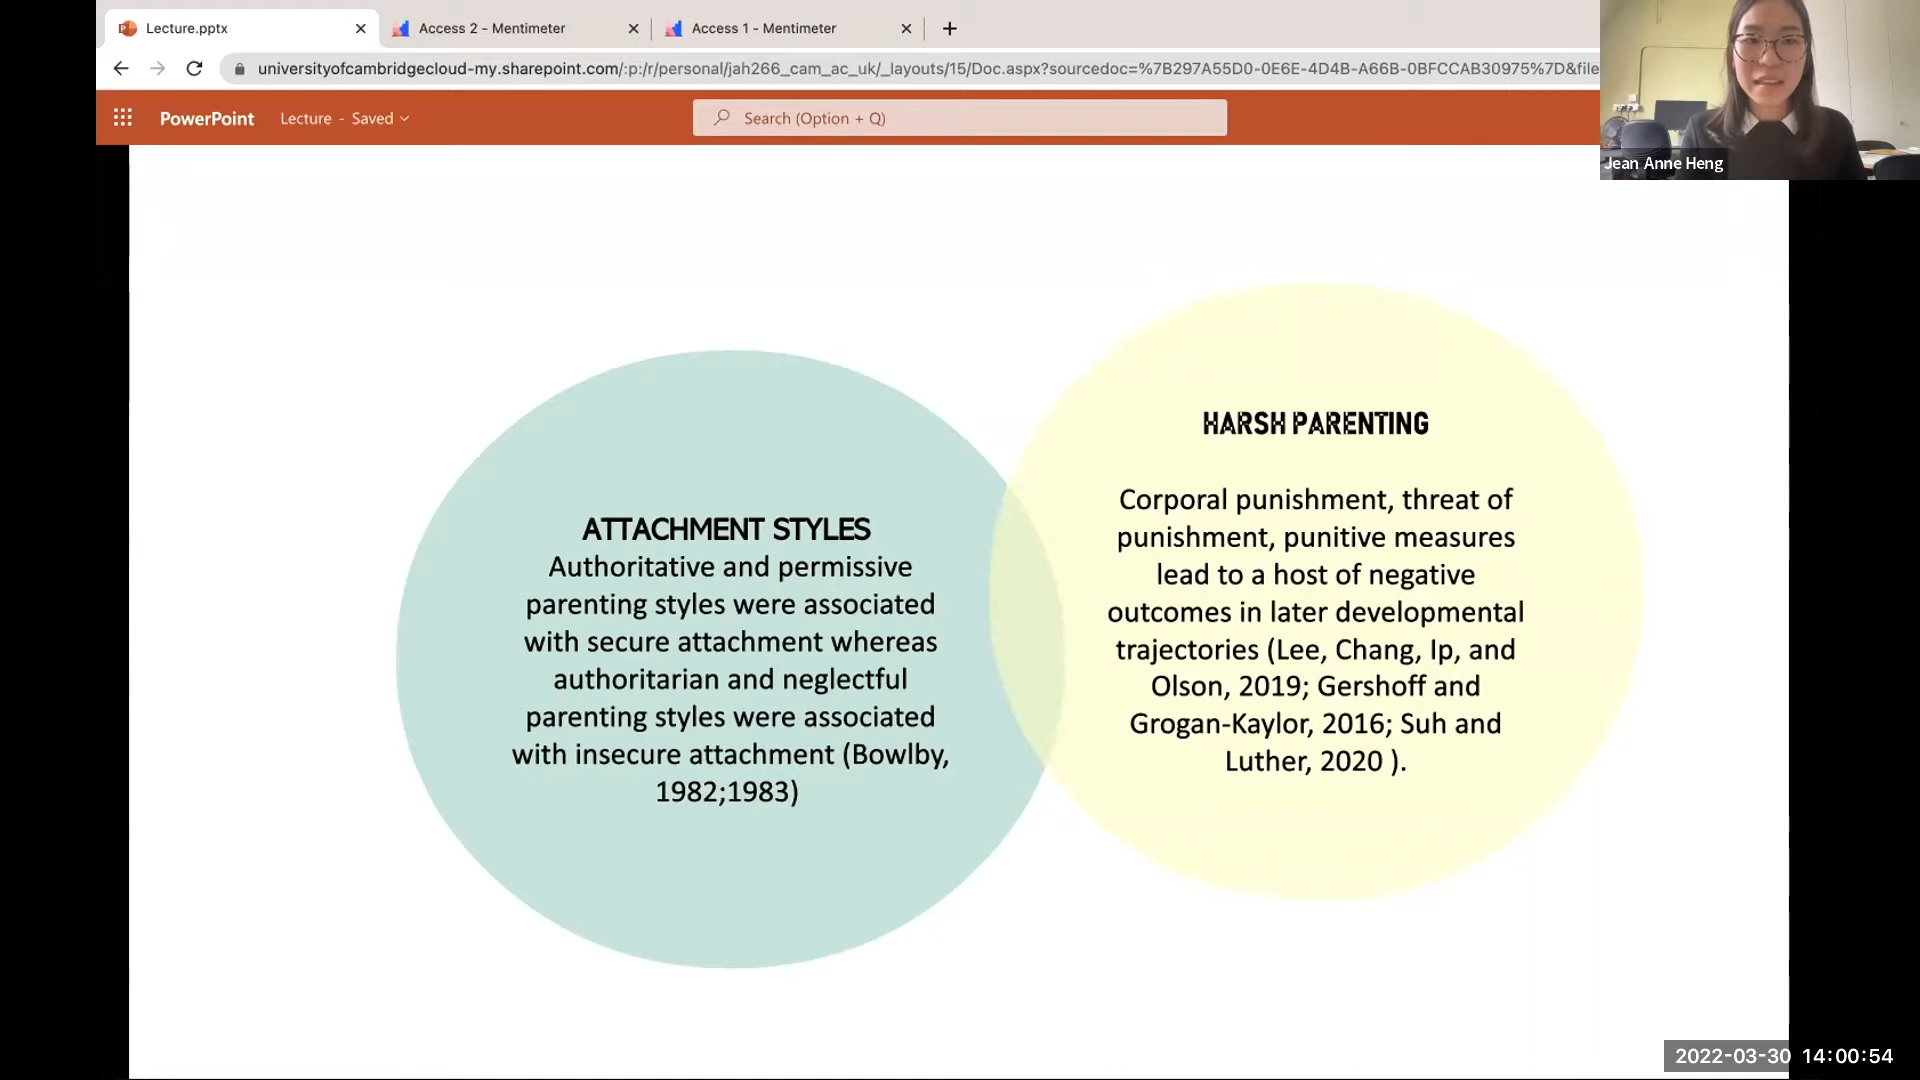 Lecture.pptx
Access 2 - Mentimeter
Access 1 - Mentimeter
universityofcambridgecloud-my.sharepoint.com/:p:/r/personal/jah266_cam_ac_uk/_layouts/15/Doc.aspx?sourcedoc=%7B297A55D0-0E6E-4D4B-A66B-0BFCCAB30975%7D&file
PowerPoint
Lecture - Saved
Search (Option + Q)
Jean Anne Heng
ATTACHMENT STYLES
Authoritative and permissive
parenting styles were associated
with secure attachment whereas
authoritarian and neglectful
parenting styles were associated
with insecure attachment (Bowlby,
1982;1983)
HARSH PARENTING
Corporal punishment, threat of
punishment, punitive measures
lead to a host of negative
outcomes in later developmental
trajectories (Lee, Chang, Ip, and
Olson, 2019; Gershoff and
Grogan-Kaylor, 2016; Suh and
Luther, 2020 ).
2022-03-30 14:00:54